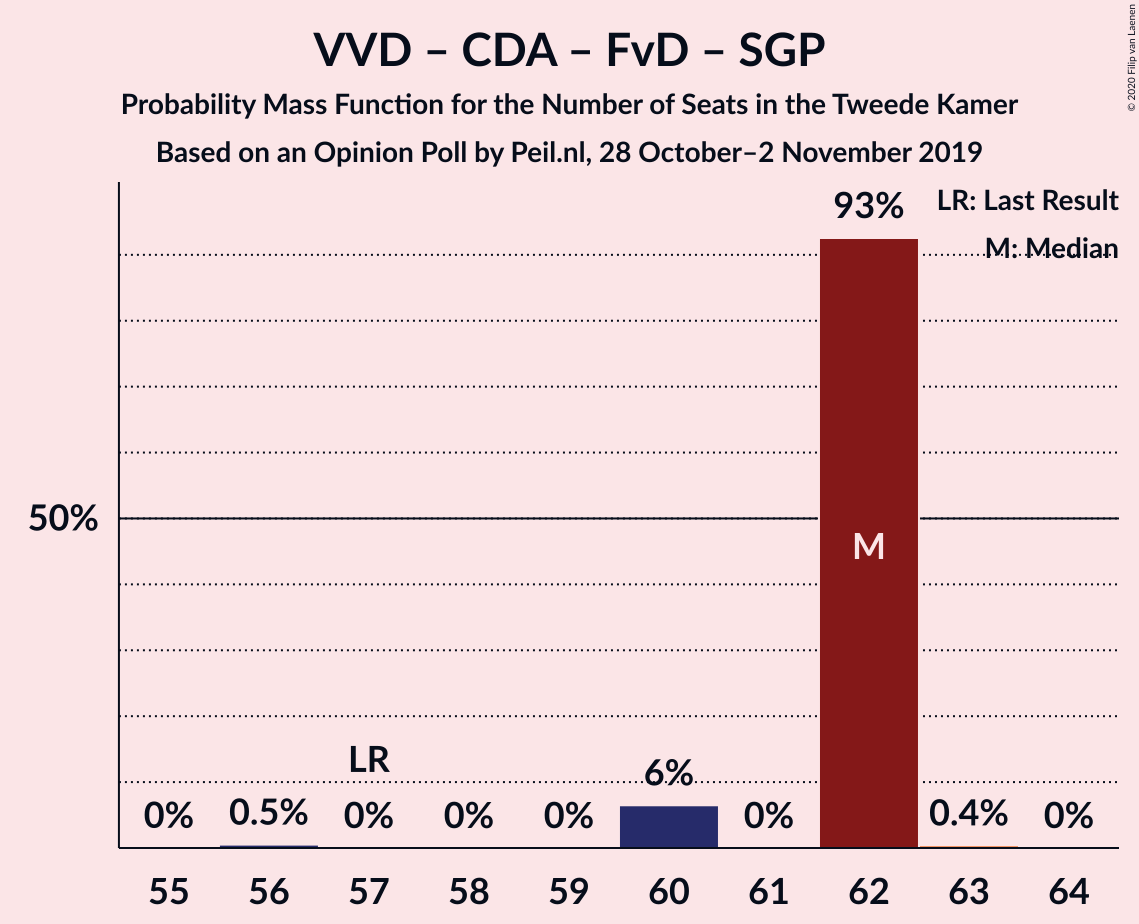 VVD – CDA – FvD – SGP
Probability Mass Function for the Number of Seats in the Tweede Kamer
Based on an Opinion Poll by Peil.nl, 28 October–2 November 2019
© 2020 Filip van Laenen
LR: Last Result
M: Median
93%
50%
M
LR
6%
0% 0.5% 0% 0% 0% 0% 0.4% 0%
55 56 57 58 59 60 61 62 63 64